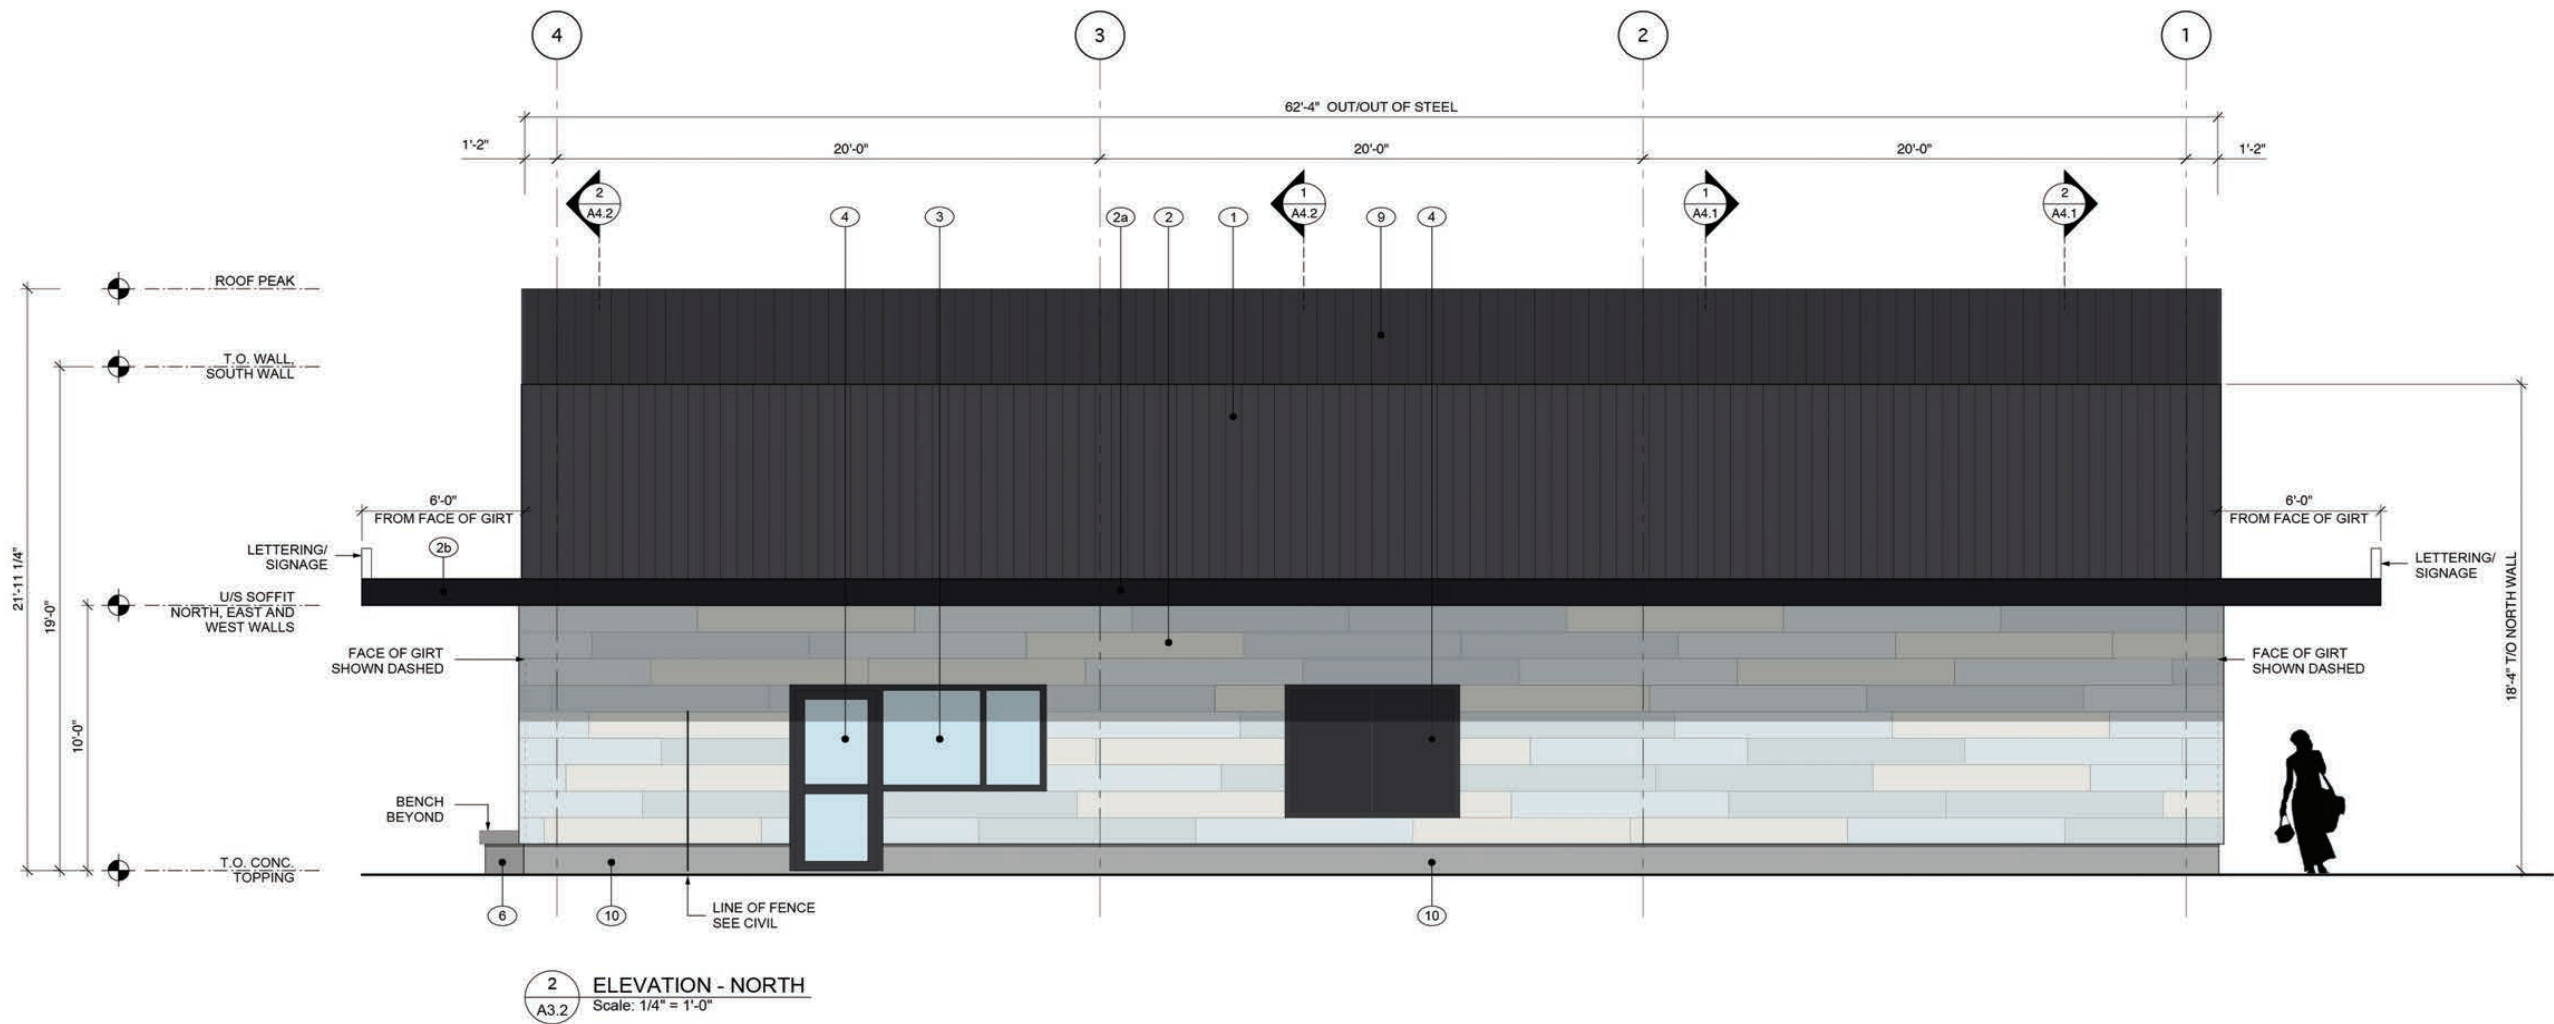 4
3
2
1
62'-4" OUT/OUT OF STEEL
1'-2"
20'-0"
20'-0"
20'-0"
1'-2"
2
A4.2
4
3
2a
2
1
1
A4.2
9
4
1
A4.1
2
A4.1
ROOF PEAK
T.O. WALL,
SOUTH WALL
6'-0"
FROM FACE OF GIRT
6'-0"
FROM FACE OF GIRT
2b
LETTERING/
SIGNAGE
LETTERING/
SIGNAGE
21'-11 1/4"
19'-0"
10'-0"
18'-4" T/O NORTH WALL
U/S SOFFIT
NORTH, EAST AND
WEST WALLS
FACE OF GIRT
SHOWN DASHED
FACE OF GIRT
SHOWN DASHED
BENCH
BEYOND
T.O. CONC.
TOPPING
6
10
LINE OF FENCE
SEE CIVIL
10
2
A3.2
ELEVATION - NORTH
Scale: 1/4" = 1'-0"